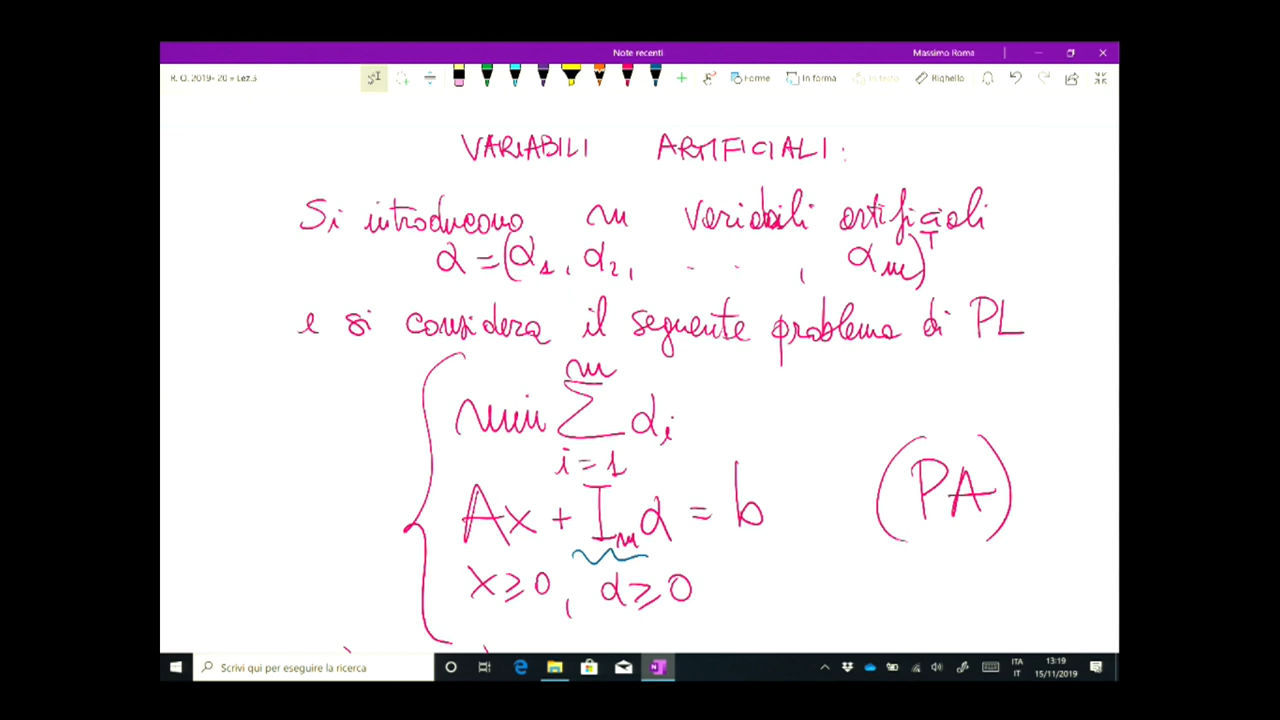 Note recenti
Massimo Roma
R. O. 2019-20 » Lez.3
Forme
In forma
In testo
Righello
VARIABILI ARTIFICIALI:
Si introducono m variabili artificiali
α = (α₁, α₂, . . , αₘ)ᵀ
e si considera il seguente problema di PL
m
min ∑ αᵢ
i = 1
Ax + Iₘα = b (PA)
x ≥ 0, α ≥ 0
Scrivi qui per eseguire la ricerca
ITA
IT
13:19
15/11/2019